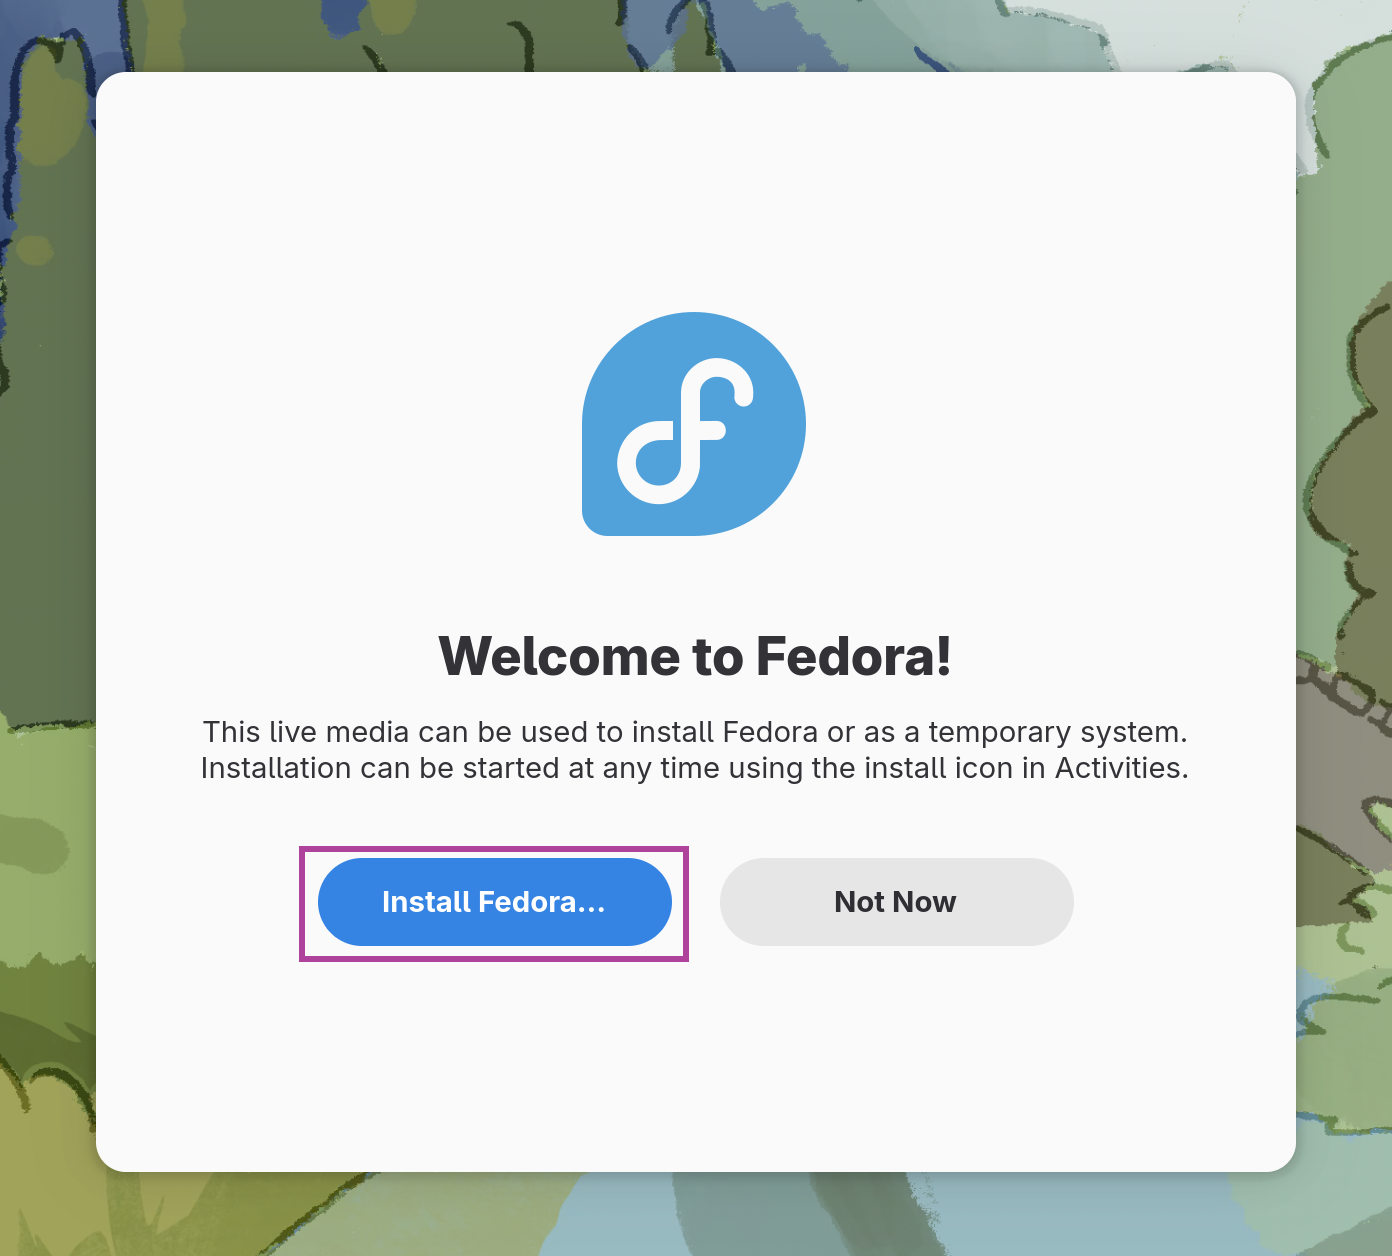 Welcome to Fedora!
This live media can be used to install Fedora or as a temporary system.
Installation can be started at any time using the install icon in Activities.
Install Fedora...
Not Now